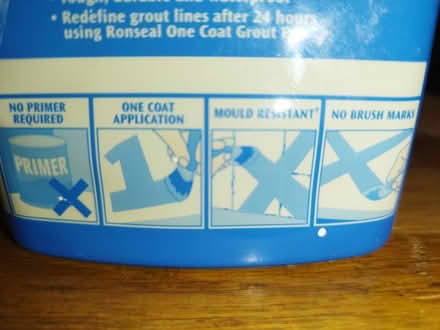 Tough, durable and waterproof
• Redefine grout lines after 24 hours
using Ronseal One Coat Grout
NO PRIMER
REQUIRED
ONE COAT
APPLICATION
MOULD RESISTANT*
NO BRUSH MARKS
PRIMER
1